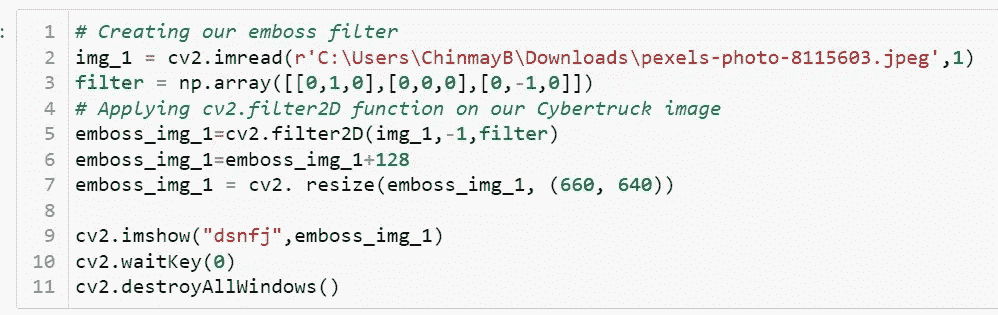 1 # Creating our emboss filter
2 img_1 = cv2.imread(r'C:\Users\ChinmayB\Downloads\pexels-photo-8115603.jpeg',1)
3 filter = np.array([[0,1,0],[0,0,0],[0,-1,0]])
4 # Applying cv2.filter2D function on our Cybertruck image
5 emboss_img_1=cv2.filter2D(img_1,-1,filter)
6 emboss_img_1=emboss_img_1+128
7 emboss_img_1 = cv2. resize(emboss_img_1, (660, 640))
8
9 cv2.imshow("dsnfj",emboss_img_1)
10 cv2.waitKey(0)
11 cv2.destroyAllWindows()